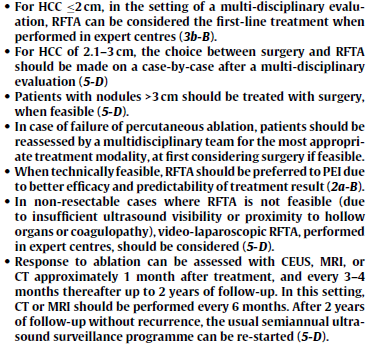 • For HCC ≤2 cm, in the setting of a multi-disciplinary evalu-
ation, RFTA can be considered the first-line treatment when
performed in expert centres (3b-B).
• For HCC of 2.1–3 cm, the choice between surgery and RFTA
should be made on a case-by-case after a multi-disciplinary
evaluation (5-D)
• Patients with nodules >3 cm should be treated with surgery,
when feasible (5-D).
• In case of failure of percutaneous ablation, patients should be
reassessed by a multidisciplinary team for the most appropri-
ate treatment modality, at first considering surgery if feasible.
• When technically feasible, RFTA should be preferred to PEI due
to better efficacy and predictability of treatment result (2a-B).
• In non-resectable cases where RFTA is not feasible (due
to insufficient ultrasound visibility or proximity to hollow
organs or coagulopathy), video-laparoscopic RFTA, performed
in expert centres, should be considered (5-D).
• Response to ablation can be assessed with CEUS, MRI, or
CT approximately 1 month after treatment, and every 3–4
months thereafter up to 2 years of follow-up. In this setting,
CT or MRI should be performed every 6 months. After 2 years
of follow-up without recurrence, the usual semiannual ultra-
sound surveillance programme can be re-started (5-D).